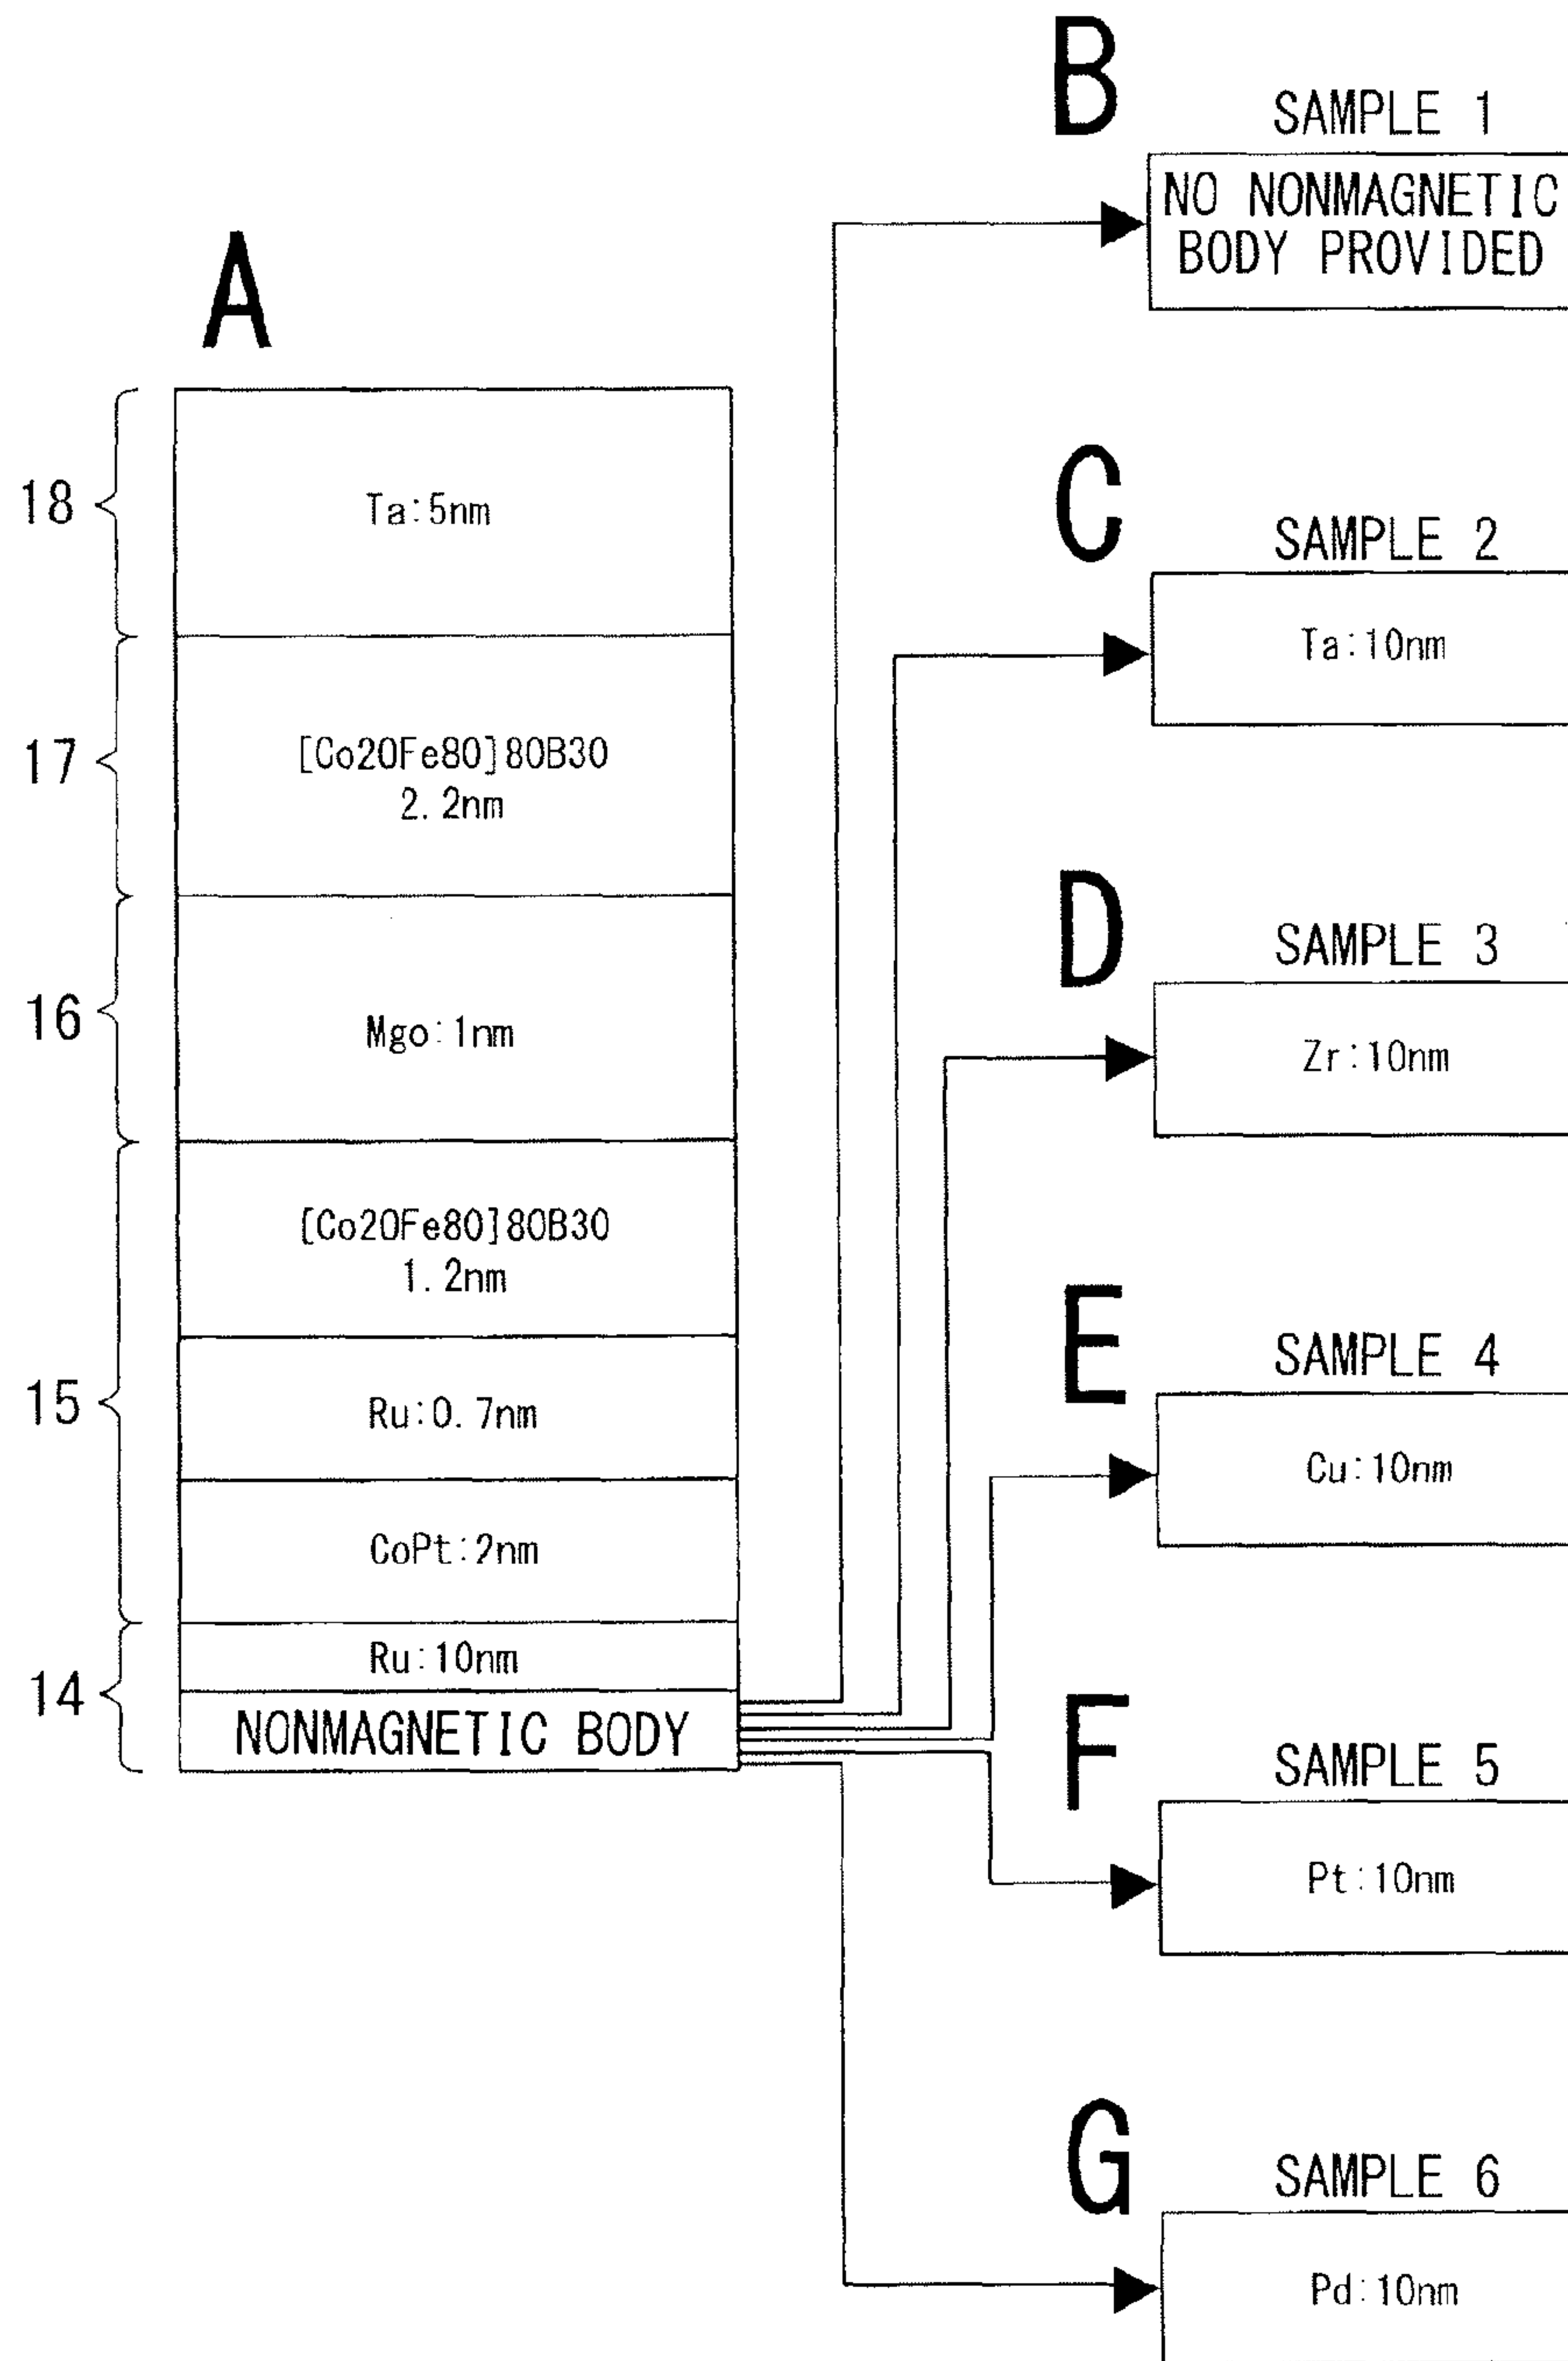 A
18
Ta:5nm
17
[Co20Fe80]80B30
2.2nm
16
Mgo:1nm
15
[Co20Fe80]80B30
1.2nm
Ru:0.7nm
CoPt:2nm
14
Ru:10nm
NONMAGNETIC BODY
B
SAMPLE 1
NO NONMAGNETIC
BODY PROVIDED
C
SAMPLE 2
Ta:10nm
D
SAMPLE 3
Zr:10nm
E
SAMPLE 4
Cu:10nm
F
SAMPLE 5
Pt:10nm
G
SAMPLE 6
Pd:10nm